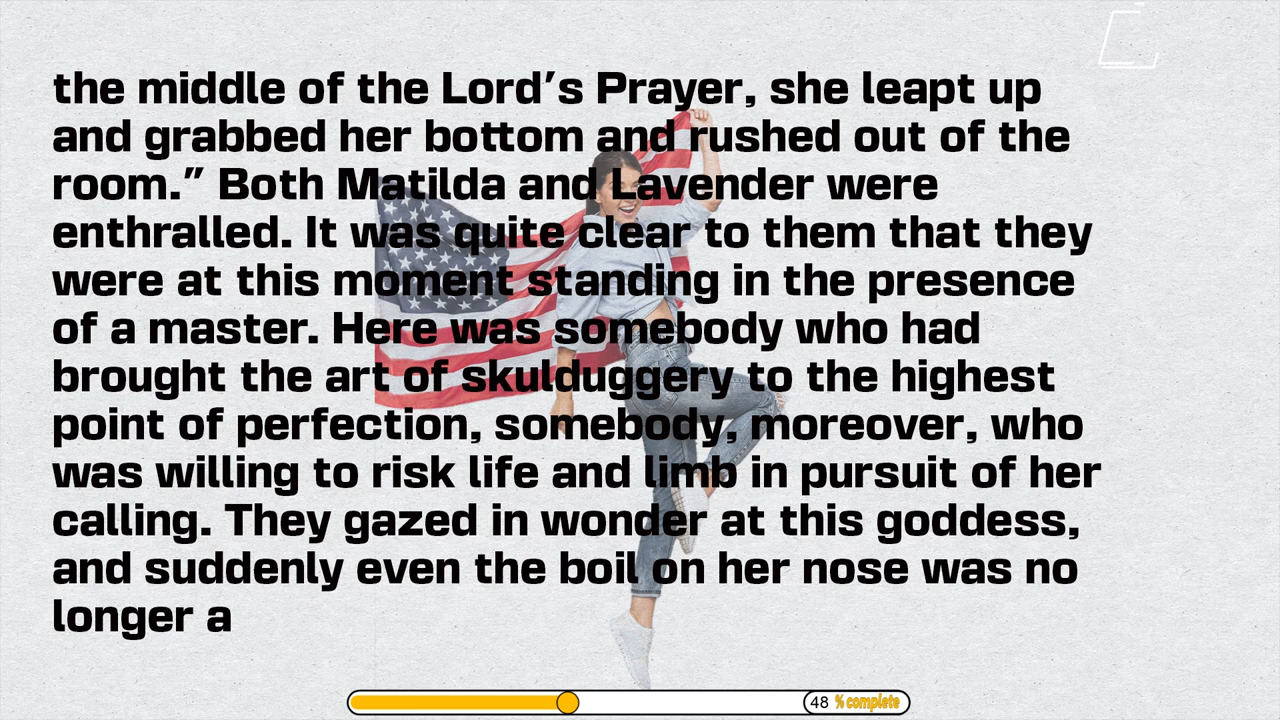 the middle of the Lord’s Prayer, she leapt up
and grabbed her bottom and rushed out of the
room.” Both Matilda and Lavender were
enthralled. It was quite clear to them that they
were at this moment standing in the presence
of a master. Here was somebody who had
brought the art of skulduggery to the highest
point of perfection, somebody, moreover, who
was willing to risk life and limb in pursuit of her
calling. They gazed in wonder at this goddess,
and suddenly even the boil on her nose was no
longer a
48 % complete